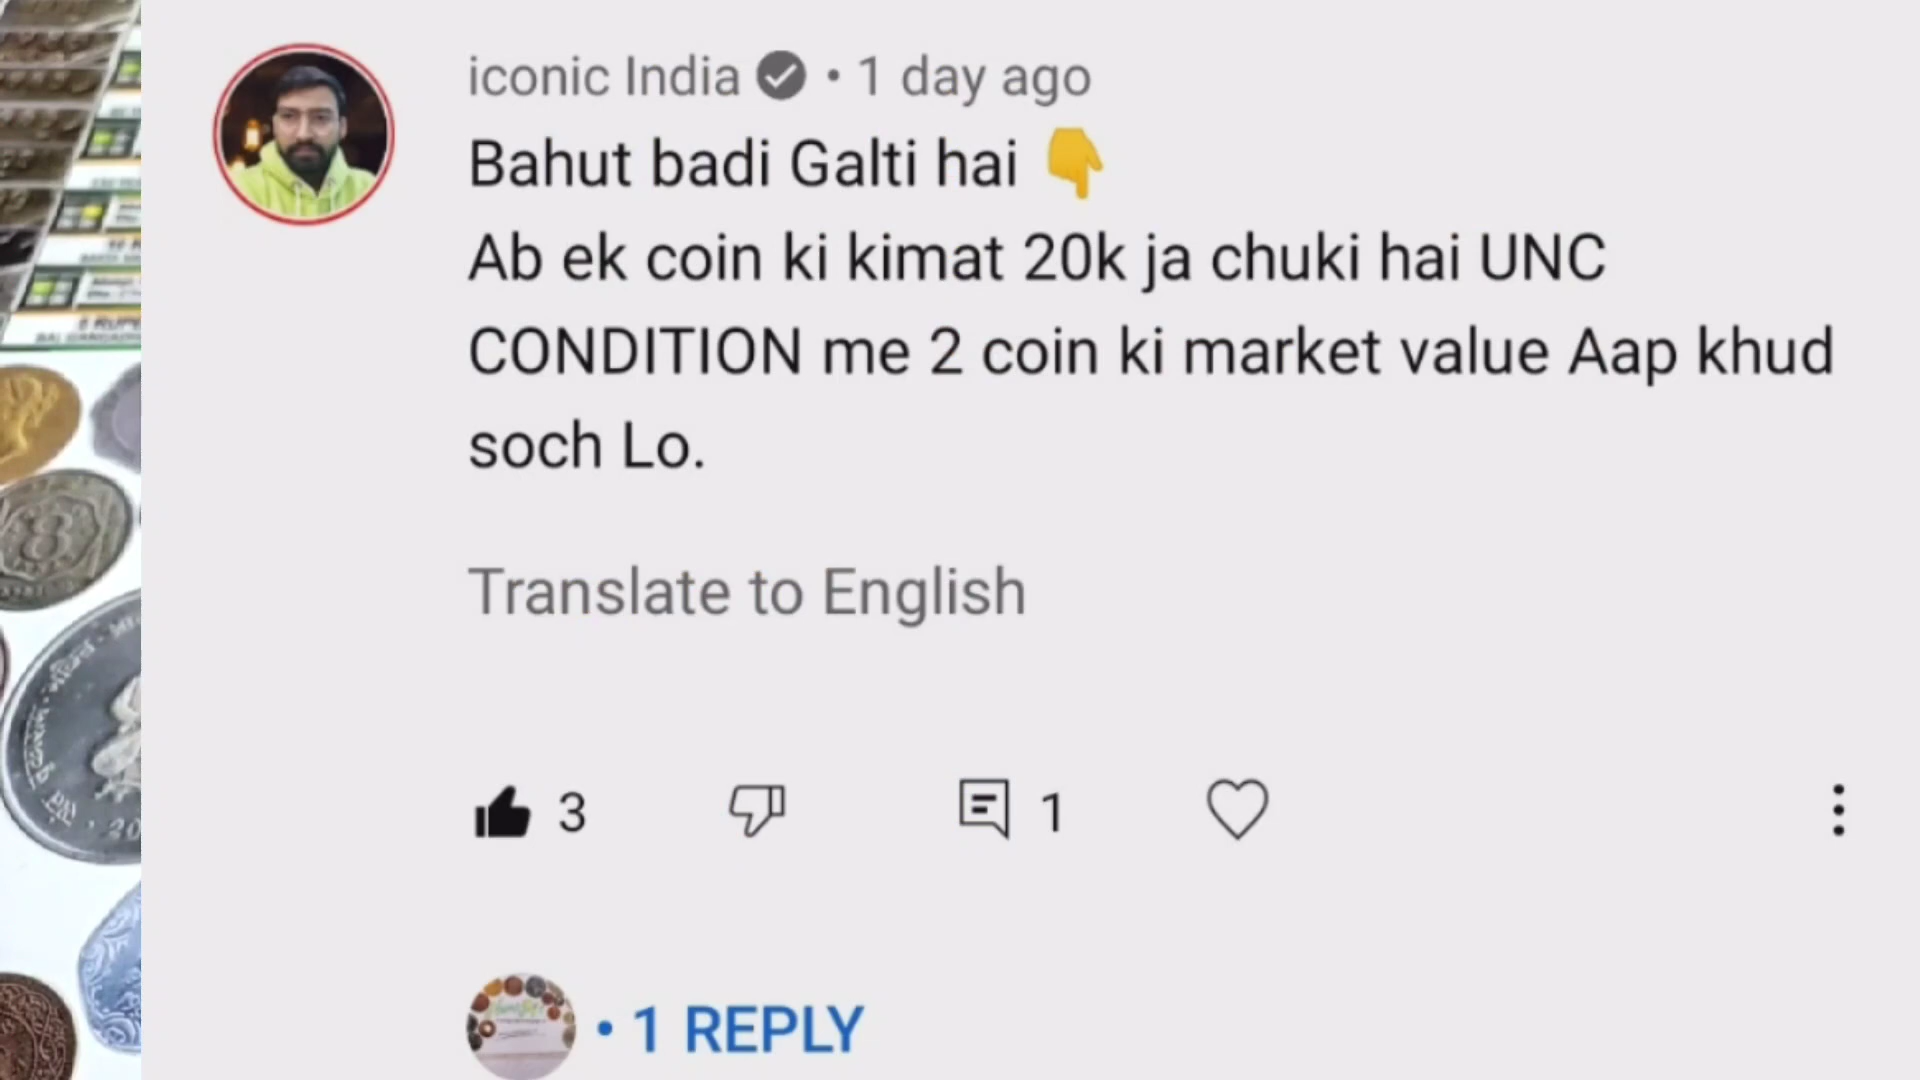 iconic India • 1 day ago
Bahut badi Galti hai 👇
Ab ek coin ki kimat 20k ja chuki hai UNC
CONDITION me 2 coin ki market value Aap khud
soch Lo.
Translate to English
3
1
• 1 REPLY